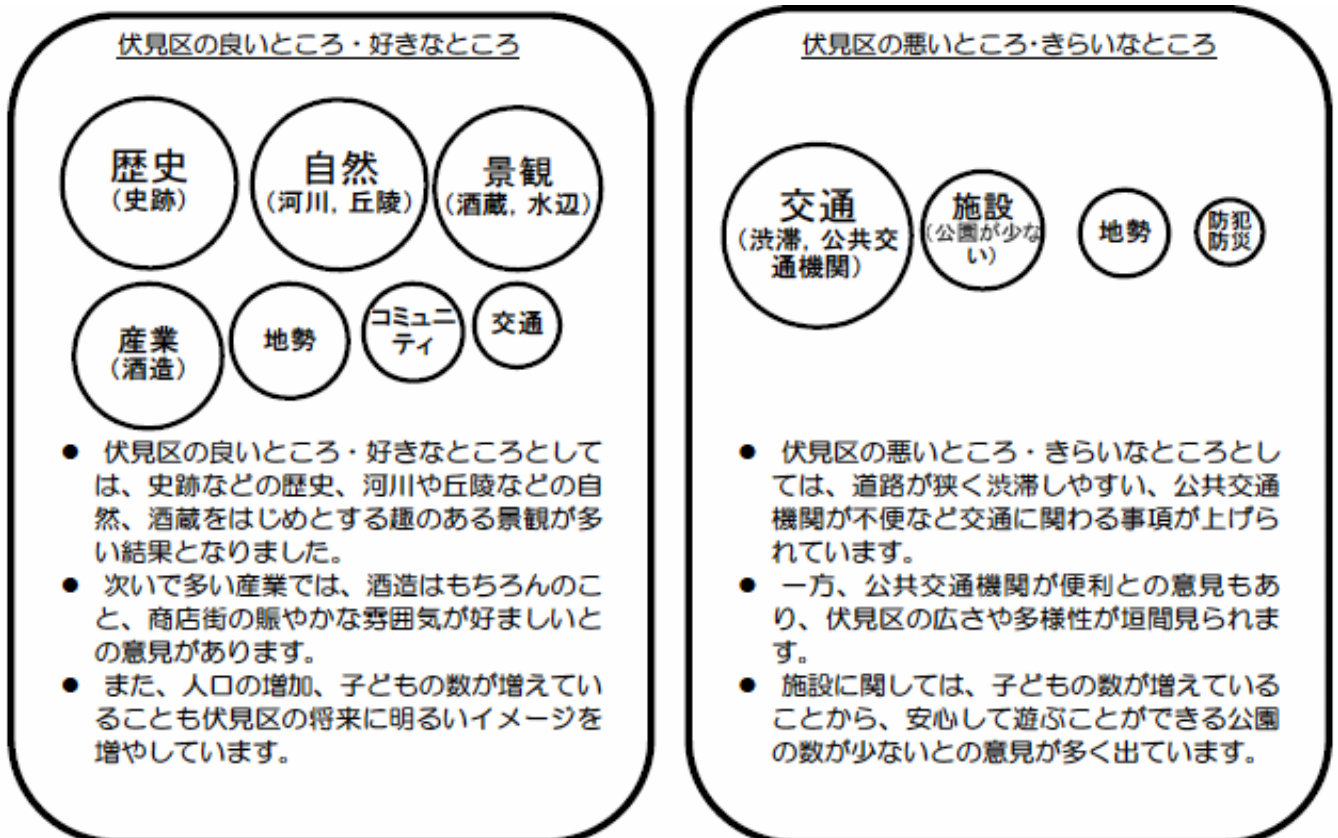 伏見区の良いところ・好きなところ
歴史
（史跡）
自然
（河川，丘陵）
景観
（酒蔵，水辺）
産業
（酒造）
地勢
コミュニ
ティ
交通
● 伏見区の良いところ・好きなところとして
は、史跡などの歴史、河川や丘陵などの自
然、酒蔵をはじめとする趣のある景観が多
い結果となりました。
● 次いで多い産業では、酒造はもちろんのこ
と、商店街の賑やかな雰囲気が好ましいと
の意見があります。
● また、人口の増加、子どもの数が増えてい
ることも伏見区の将来に明るいイメージを
増やしています。
伏見区の悪いところ・きらいなところ
交通
（渋滞，公共交
通機関）
施設
（公園が少な
い）
地勢
防犯
防災
● 伏見区の悪いところ・きらいなところとし
ては、道路が狭く渋滞しやすい、公共交通
機関が不便など交通に関わる事項が上げら
れています。
● 一方、公共交通機関が便利との意見もあ
り、伏見区の広さや多様性が垣間見られま
す。
● 施設に関しては、子どもの数が増えている
ことから、安心して遊ぶことができる公園
の数が少ないとの意見が多く出ています。